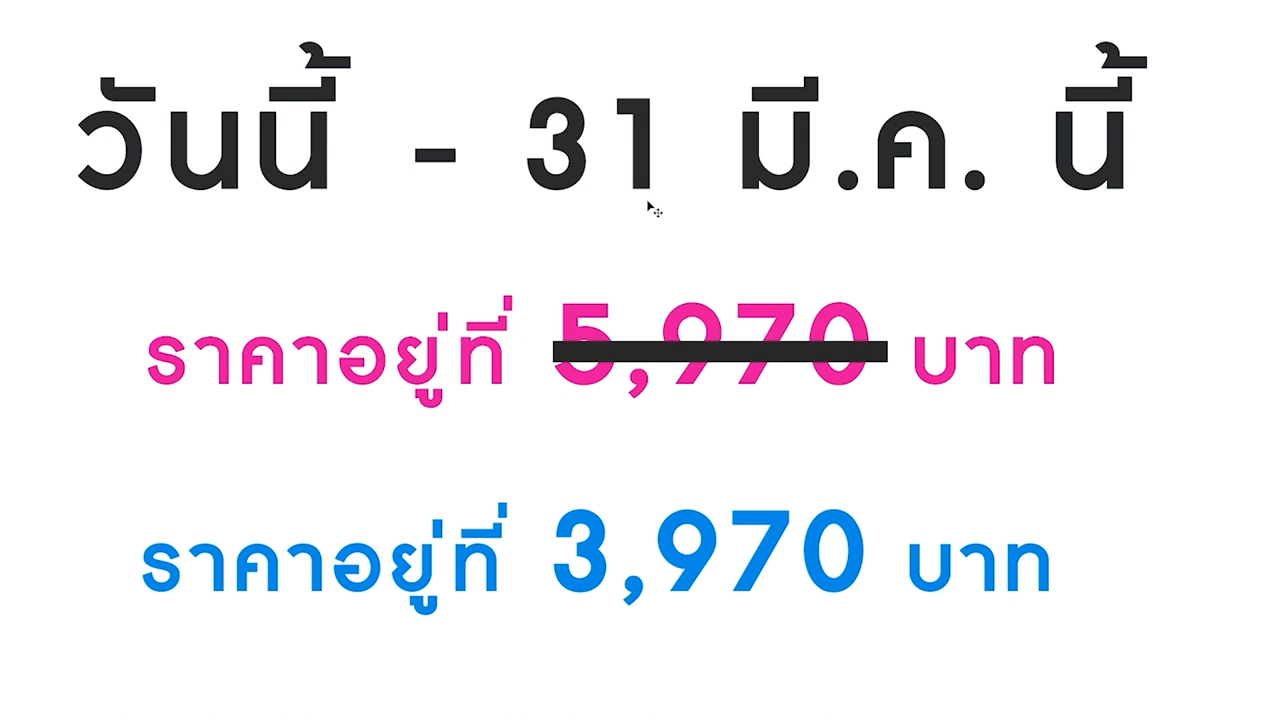 วันนี้ - 31 มี.ค. นี้
ราคาอยู่ที่ 5,970 บาท
ราคาอยู่ที่ 3,970 บาท